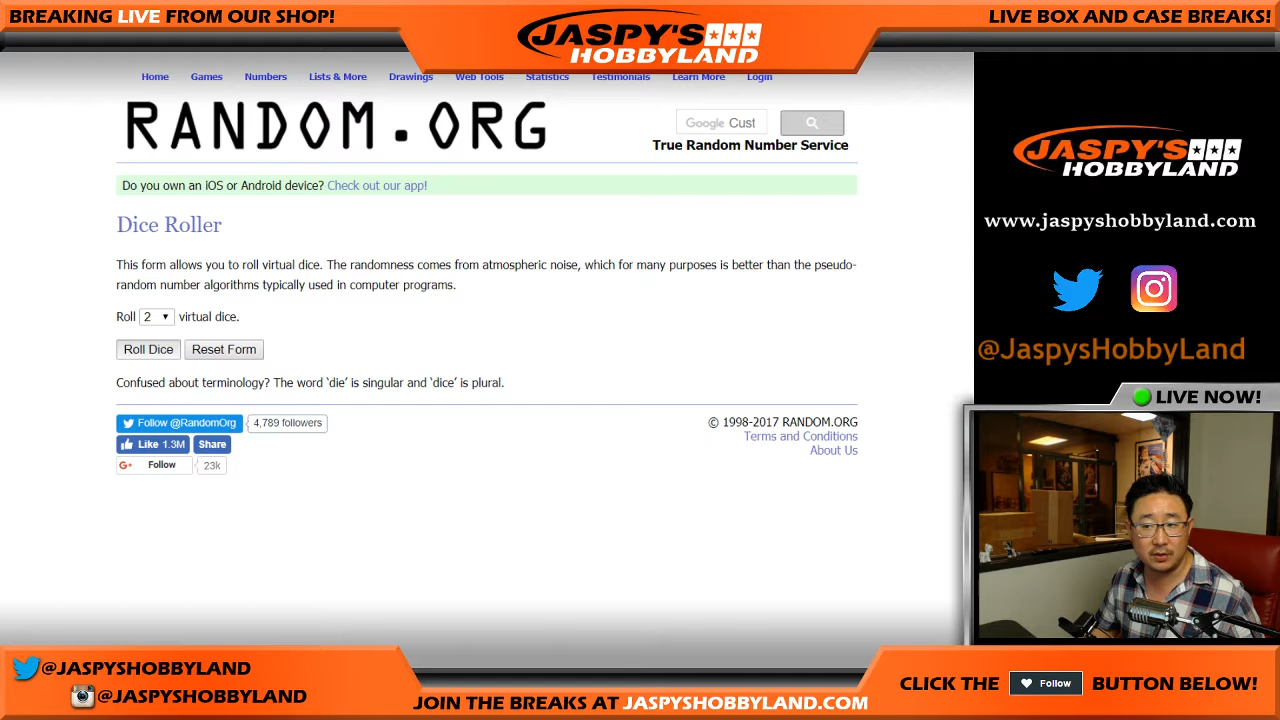 BREAKING LIVE FROM OUR SHOP!
JASPY'S
HOBBYLAND
LIVE BOX AND CASE BREAKS!
Home Games Numbers Lists & More Drawings Web Tools Statistics Testimonials Learn More Login
RANDOM.ORG
Google Cust
True Random Number Service
Do you own an iOS or Android device? Check out our app!
Dice Roller
This form allows you to roll virtual dice. The randomness comes from atmospheric noise, which for many purposes is better than the pseudo-
random number algorithms typically used in computer programs.
Roll 2 virtual dice.
Roll Dice Reset Form
Confused about terminology? The word ‘die’ is singular and ‘dice’ is plural.
Follow @RandomOrg 4,789 followers
Like 1.3M Share
Follow 23k
© 1998-2017 RANDOM.ORG
Terms and Conditions
About Us
JASPY'S
HOBBYLAND
www.jaspyshobbyland.com
@JaspysHobbyLand
LIVE NOW!
@JASPYSHOBBYLAND
@JASPYSHOBBYLAND
JOIN THE BREAKS AT JASPYSHOBBYLAND.COM
CLICK THE Follow BUTTON BELOW!